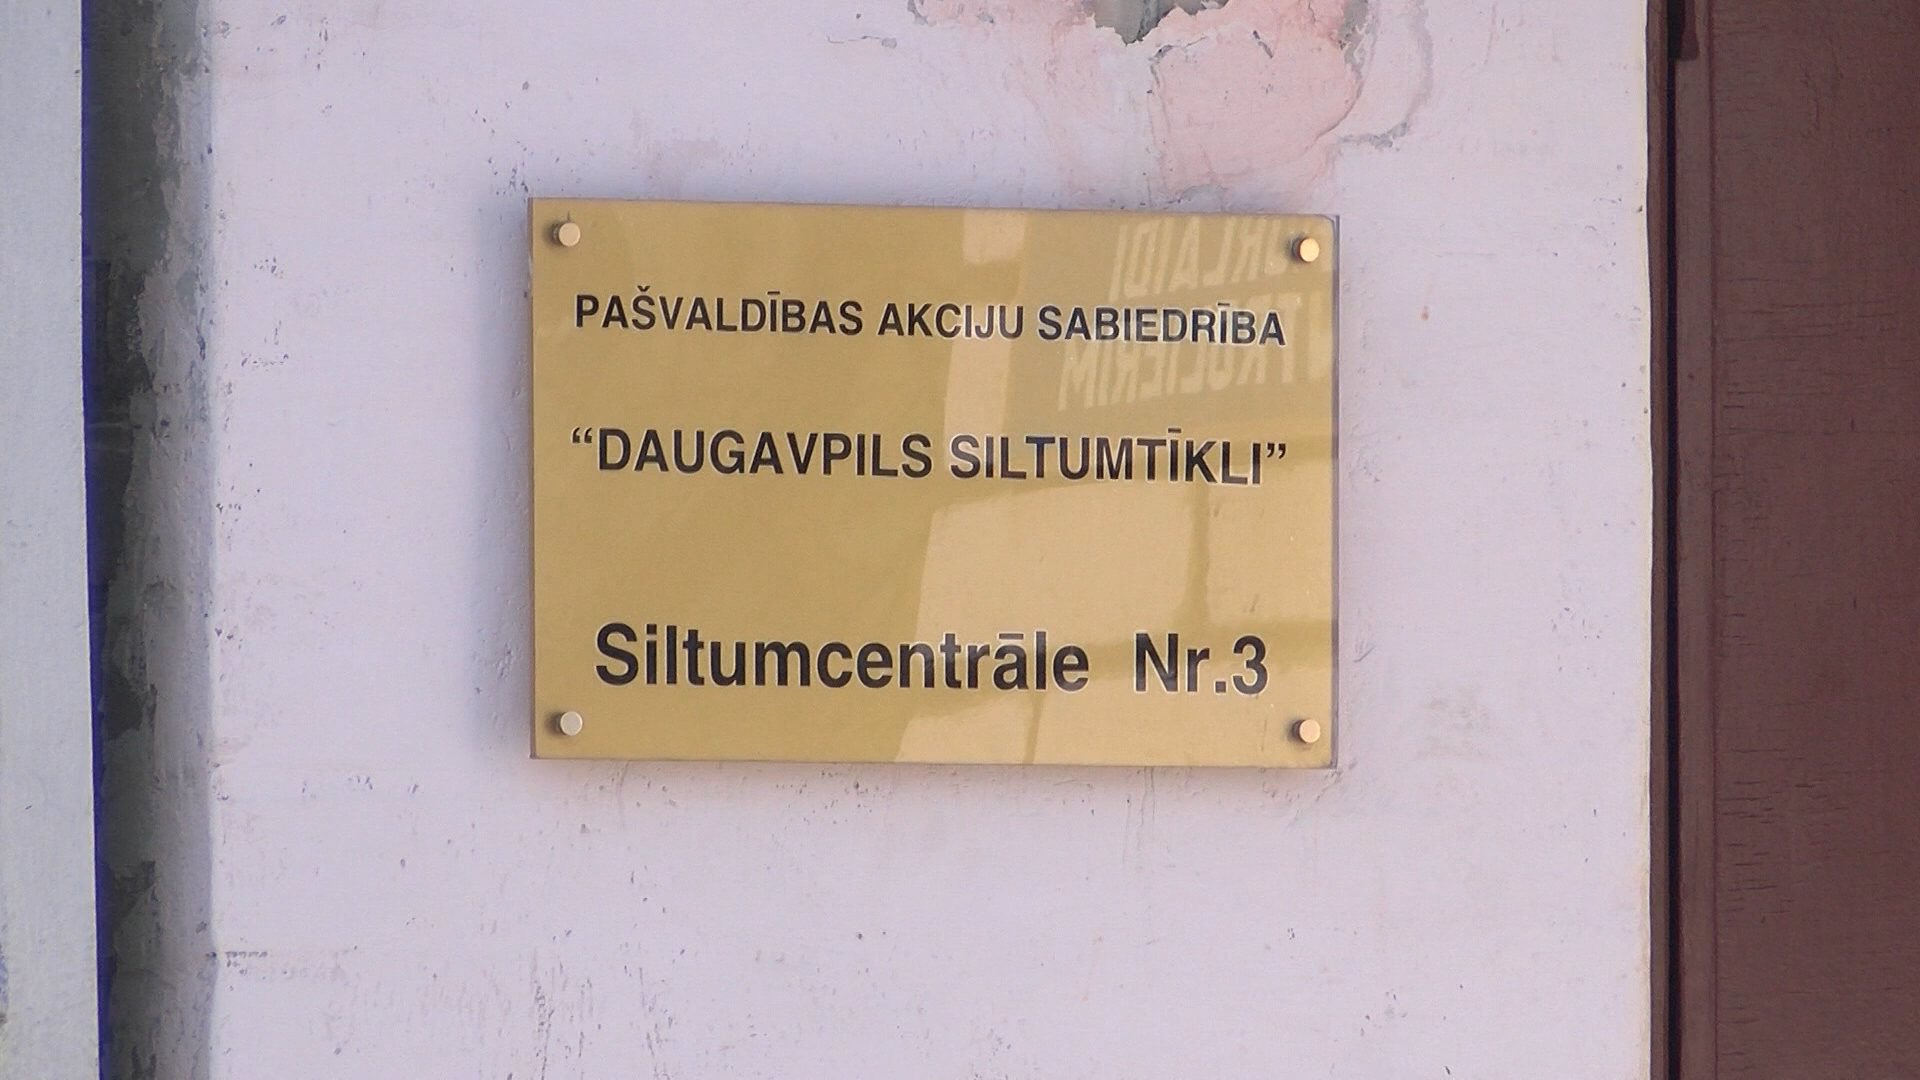 PAŠVALDĪBAS AKCIJU SABIEDRĪBA
“DAUGAVPILS SILTUMTĪKLI”
Siltumcentrāle Nr.3